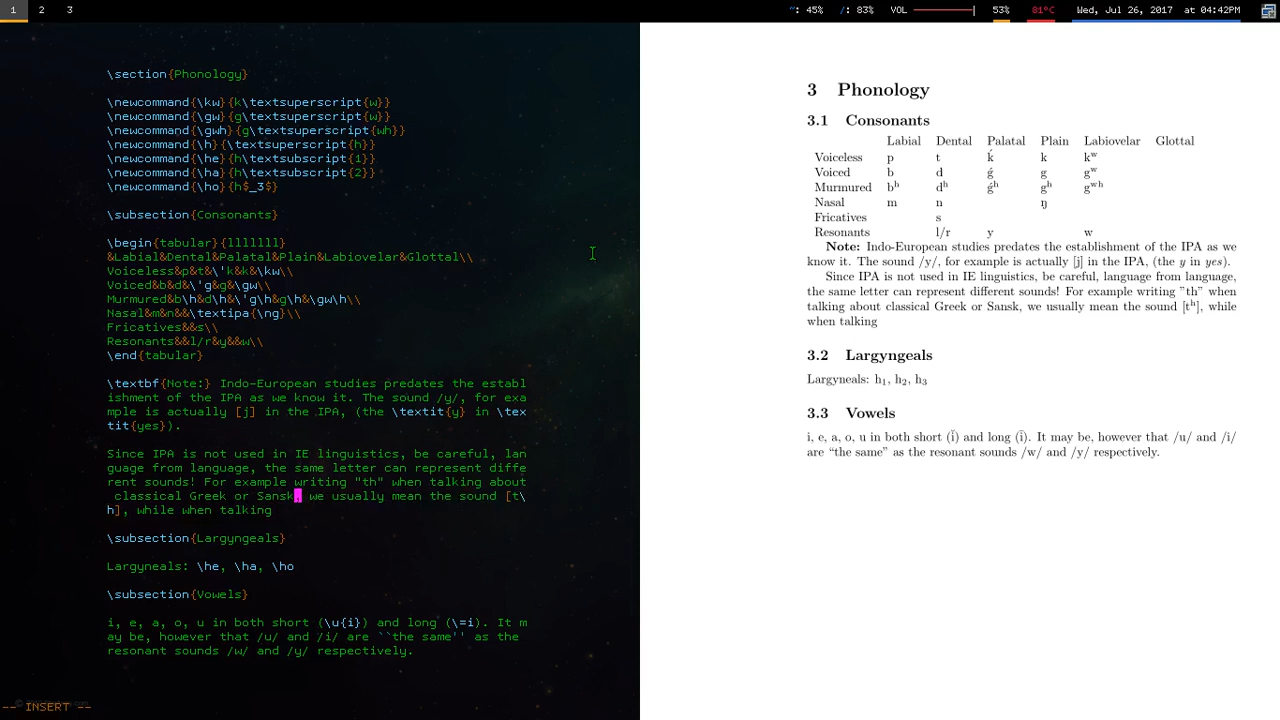 1 2 3 ~: 45% /: 83% VOL 53% 81°C Wed, Jul 26, 2017 at 04:42PM
\section{Phonology}
\newcommand{\kw}{k\textsuperscript{w}}
\newcommand{\gw}{g\textsuperscript{w}}
\newcommand{\gwh}{g\textsuperscript{wh}}
\newcommand{\h}{\textsuperscript{h}}
\newcommand{\he}{h\textsubscript{1}}
\newcommand{\ha}{h\textsubscript{2}}
\newcommand{\ho}{h$_3$}
\subsection{Consonants}
\begin{tabular}{lllllll}
&Labial&Dental&Palatal&Plain&Labiovelar&Glottal\\
Voiceless&p&t&\'k&k&\kw\\
Voiced&b&d&\'g&g&\gw\\
Murmured&b\h&d\h&\'g\h&g\h&\gw\h\\
Nasal&m&n&&\textipa{\ng}\\
Fricatives&&s\\
Resonants&&l/r&y&&w\\
\end{tabular}
\textbf{Note:} Indo-European studies predates the establ
ishment of the IPA as we know it. The sound /y/, for exa
mple is actually [j] in the IPA, (the \textit{y} in \tex
tit{yes}).
Since IPA is not used in IE linguistics, be careful, lan
guage from language, the same letter can represent diffe
rent sounds! For example writing "th" when talking about
classical Greek or Sansk, we usually mean the sound [t\
h], while when talking
\subsection{Largyngeals}
Largyneals: \he, \ha, \ho
\subsection{Vowels}
i, e, a, o, u in both short (\u{i}) and long (\=i). It m
ay be, however that /u/ and /i/ are ``the same'' as the
resonant sounds /w/ and /y/ respectively.
-- INSERT --
3 Phonology
3.1 Consonants
Labial Dental Palatal Plain Labiovelar Glottal
Voiceless p t ḱ k kʷ
Voiced b d ǵ g gʷ
Murmured bʰ dʰ ǵʰ gʰ gʷʰ
Nasal m n ŋ
Fricatives s
Resonants l/r y w
Note: Indo-European studies predates the establishment of the IPA as we
know it. The sound /y/, for example is actually [j] in the IPA, (the y in yes).
Since IPA is not used in IE linguistics, be careful, language from language,
the same letter can represent different sounds! For example writing "th" when
talking about classical Greek or Sansk, we usually mean the sound [tʰ], while
when talking
3.2 Largyngeals
Largyneals: h₁, h₂, h₃
3.3 Vowels
i, e, a, o, u in both short (ĭ) and long (ī). It may be, however that /u/ and /i/
are “the same” as the resonant sounds /w/ and /y/ respectively.